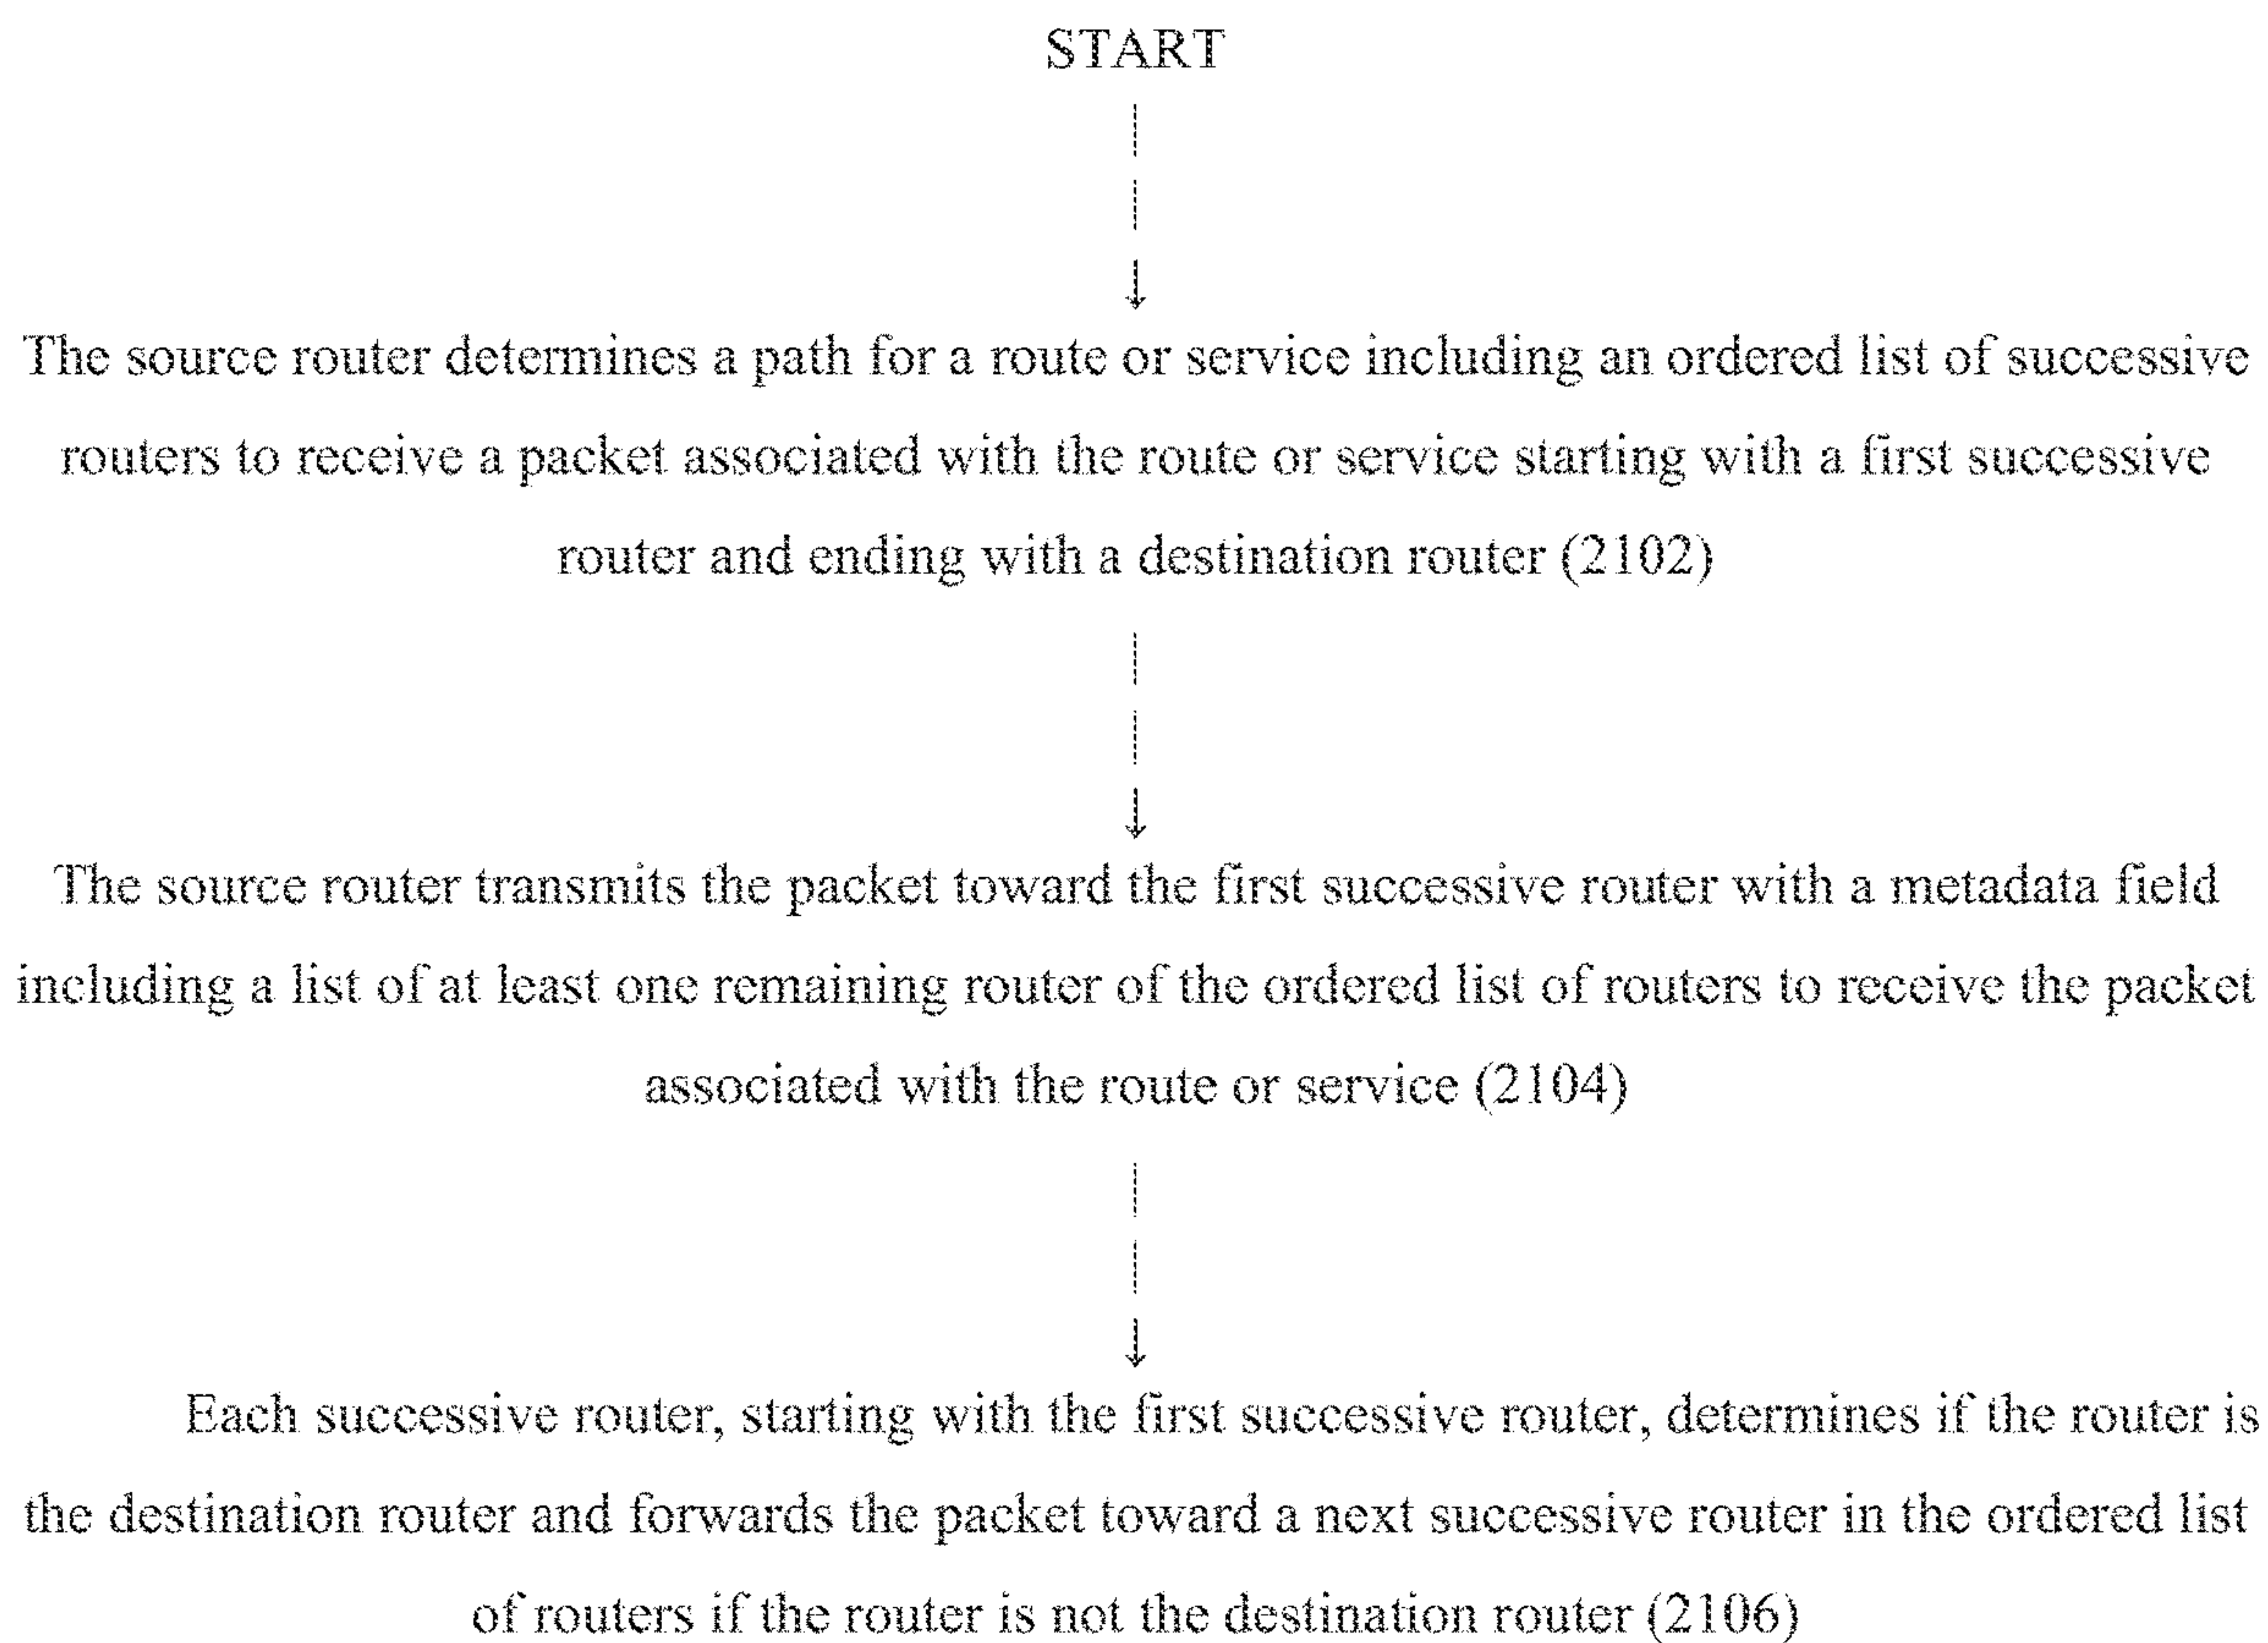 START
The source router determines a path for a route or service including an ordered list of successive
routers to receive a packet associated with the route or service starting with a first successive
router and ending with a destination router (2102)
The source router transmits the packet toward the first successive router with a metadata field
including a list of at least one remaining router of the ordered list of routers to receive the packet
associated with the route or service (2104)
Each successive router, starting with the first successive router, determines if the router is
the destination router and forwards the packet toward a next successive router in the ordered list
of routers if the router is not the destination router (2106)